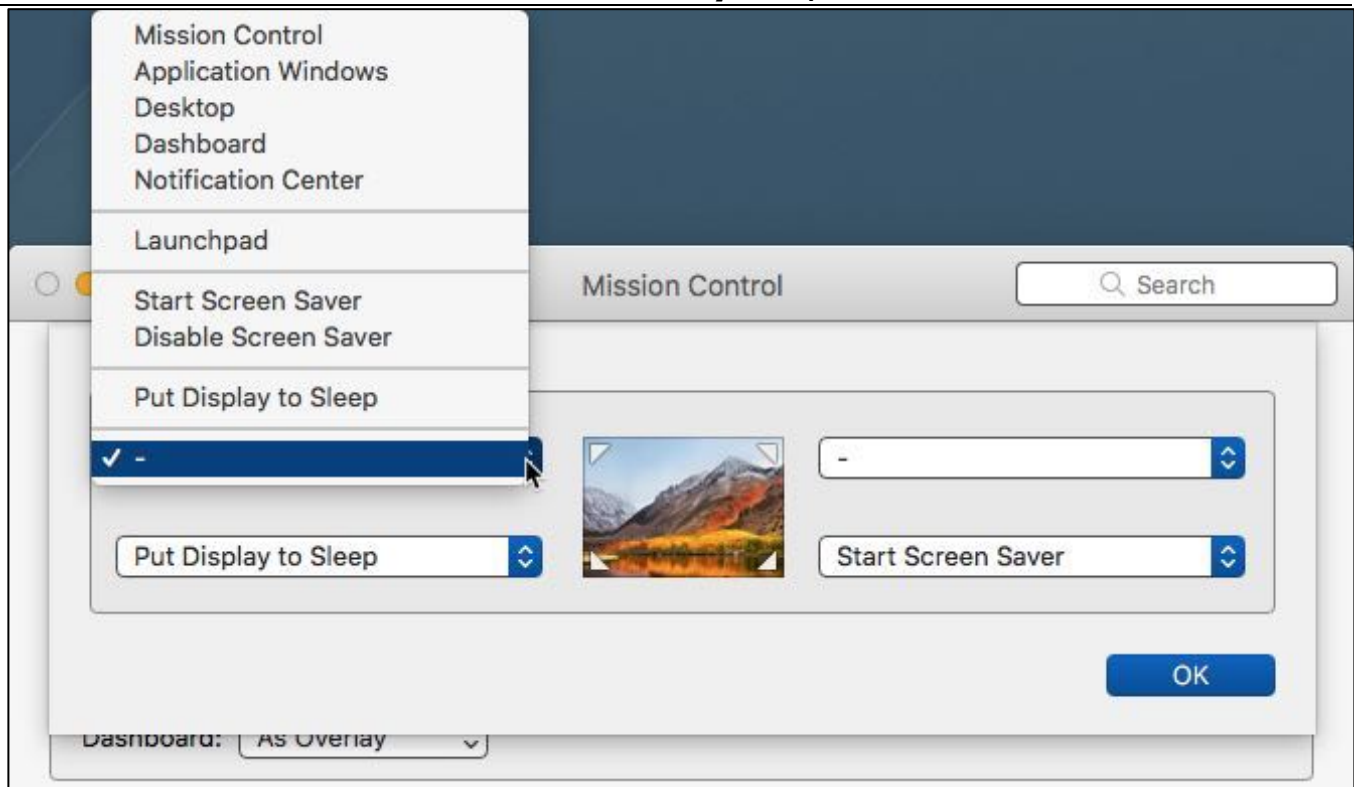 Mission Control
Application Windows
Desktop
Dashboard
Notification Center
Launchpad
Start Screen Saver
Disable Screen Saver
Put Display to Sleep
✓ -
Mission Control
Search
-
Put Display to Sleep
Start Screen Saver
OK
Dashboard: As Overlay